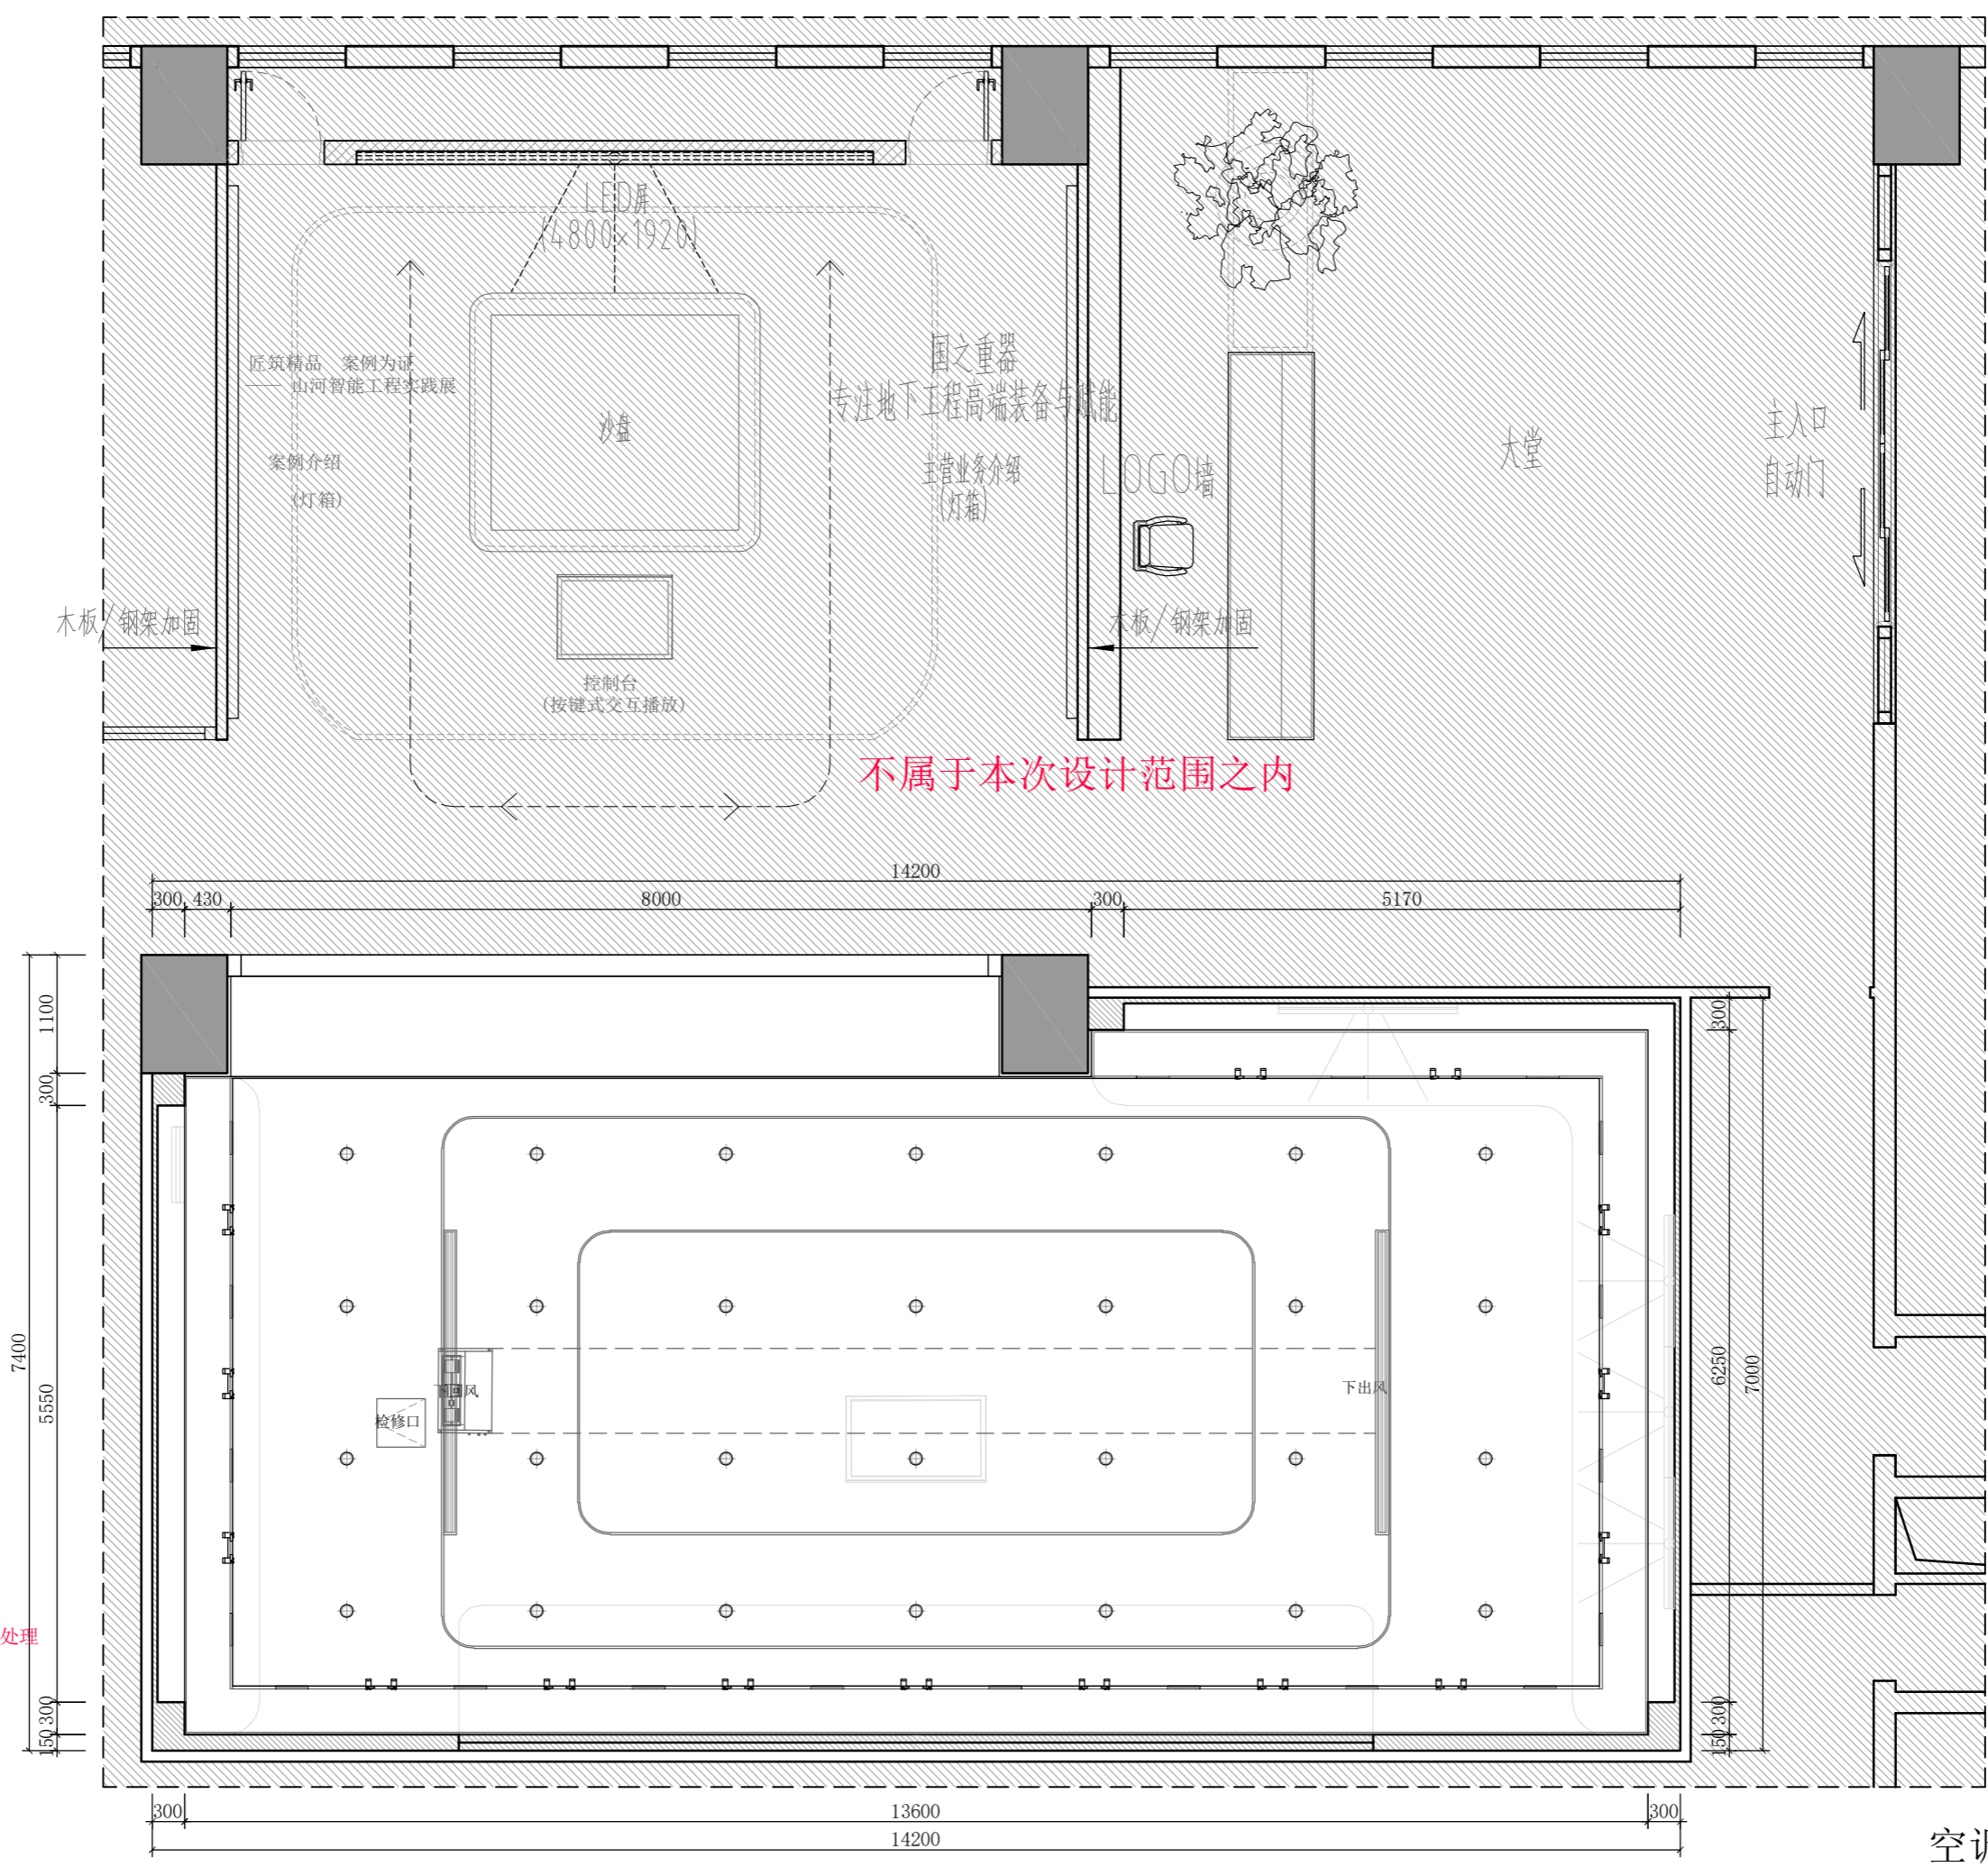 LED屏
(4800×1920)
匠筑精品 案例为证
—— 山河智能工程实践展
国之重器
专注地下工程高端装备与赋能
沙盘
案例介绍
(灯箱)
主营业务介绍
(灯箱)
LOGO墙
大堂
主入口
自动门
木板/钢架加固
木板/钢架加固
控制台
(按键式交互播放)
不属于本次设计范围之内
14200
300 430 8000 300 5170
1100
300
7400
5550
300
150
300
6250
7000
300
150
下回风
检修口
下出风
处理
300 13600 300
14200
空